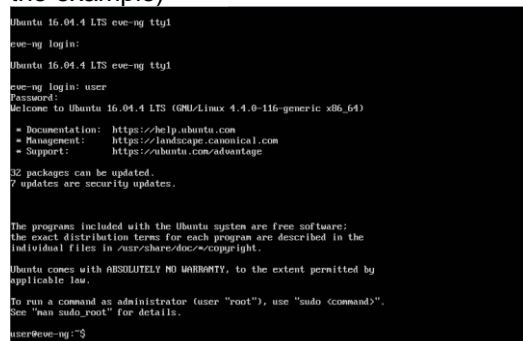 the example)
Ubuntu 16.04.4 LTS eve-ng tty1
eve-ng login:
Ubuntu 16.04.4 LTS eve-ng tty1
eve-ng login: user
Password:
Welcome to Ubuntu 16.04.4 LTS (GNU/Linux 4.4.0-116-generic x86_64)
* Documentation: https://help.ubuntu.com
* Management: https://landscape.canonical.com
* Support: https://ubuntu.com/advantage
32 packages can be updated.
7 updates are security updates.
The programs included with the Ubuntu system are free software;
the exact distribution terms for each program are described in the
individual files in /usr/share/doc/*/copyright.
Ubuntu comes with ABSOLUTELY NO WARRANTY, to the extent permitted by
applicable law.
To run a command as administrator (user "root"), use "sudo <command>".
See "man sudo_root" for details.
user@eve-ng:~$